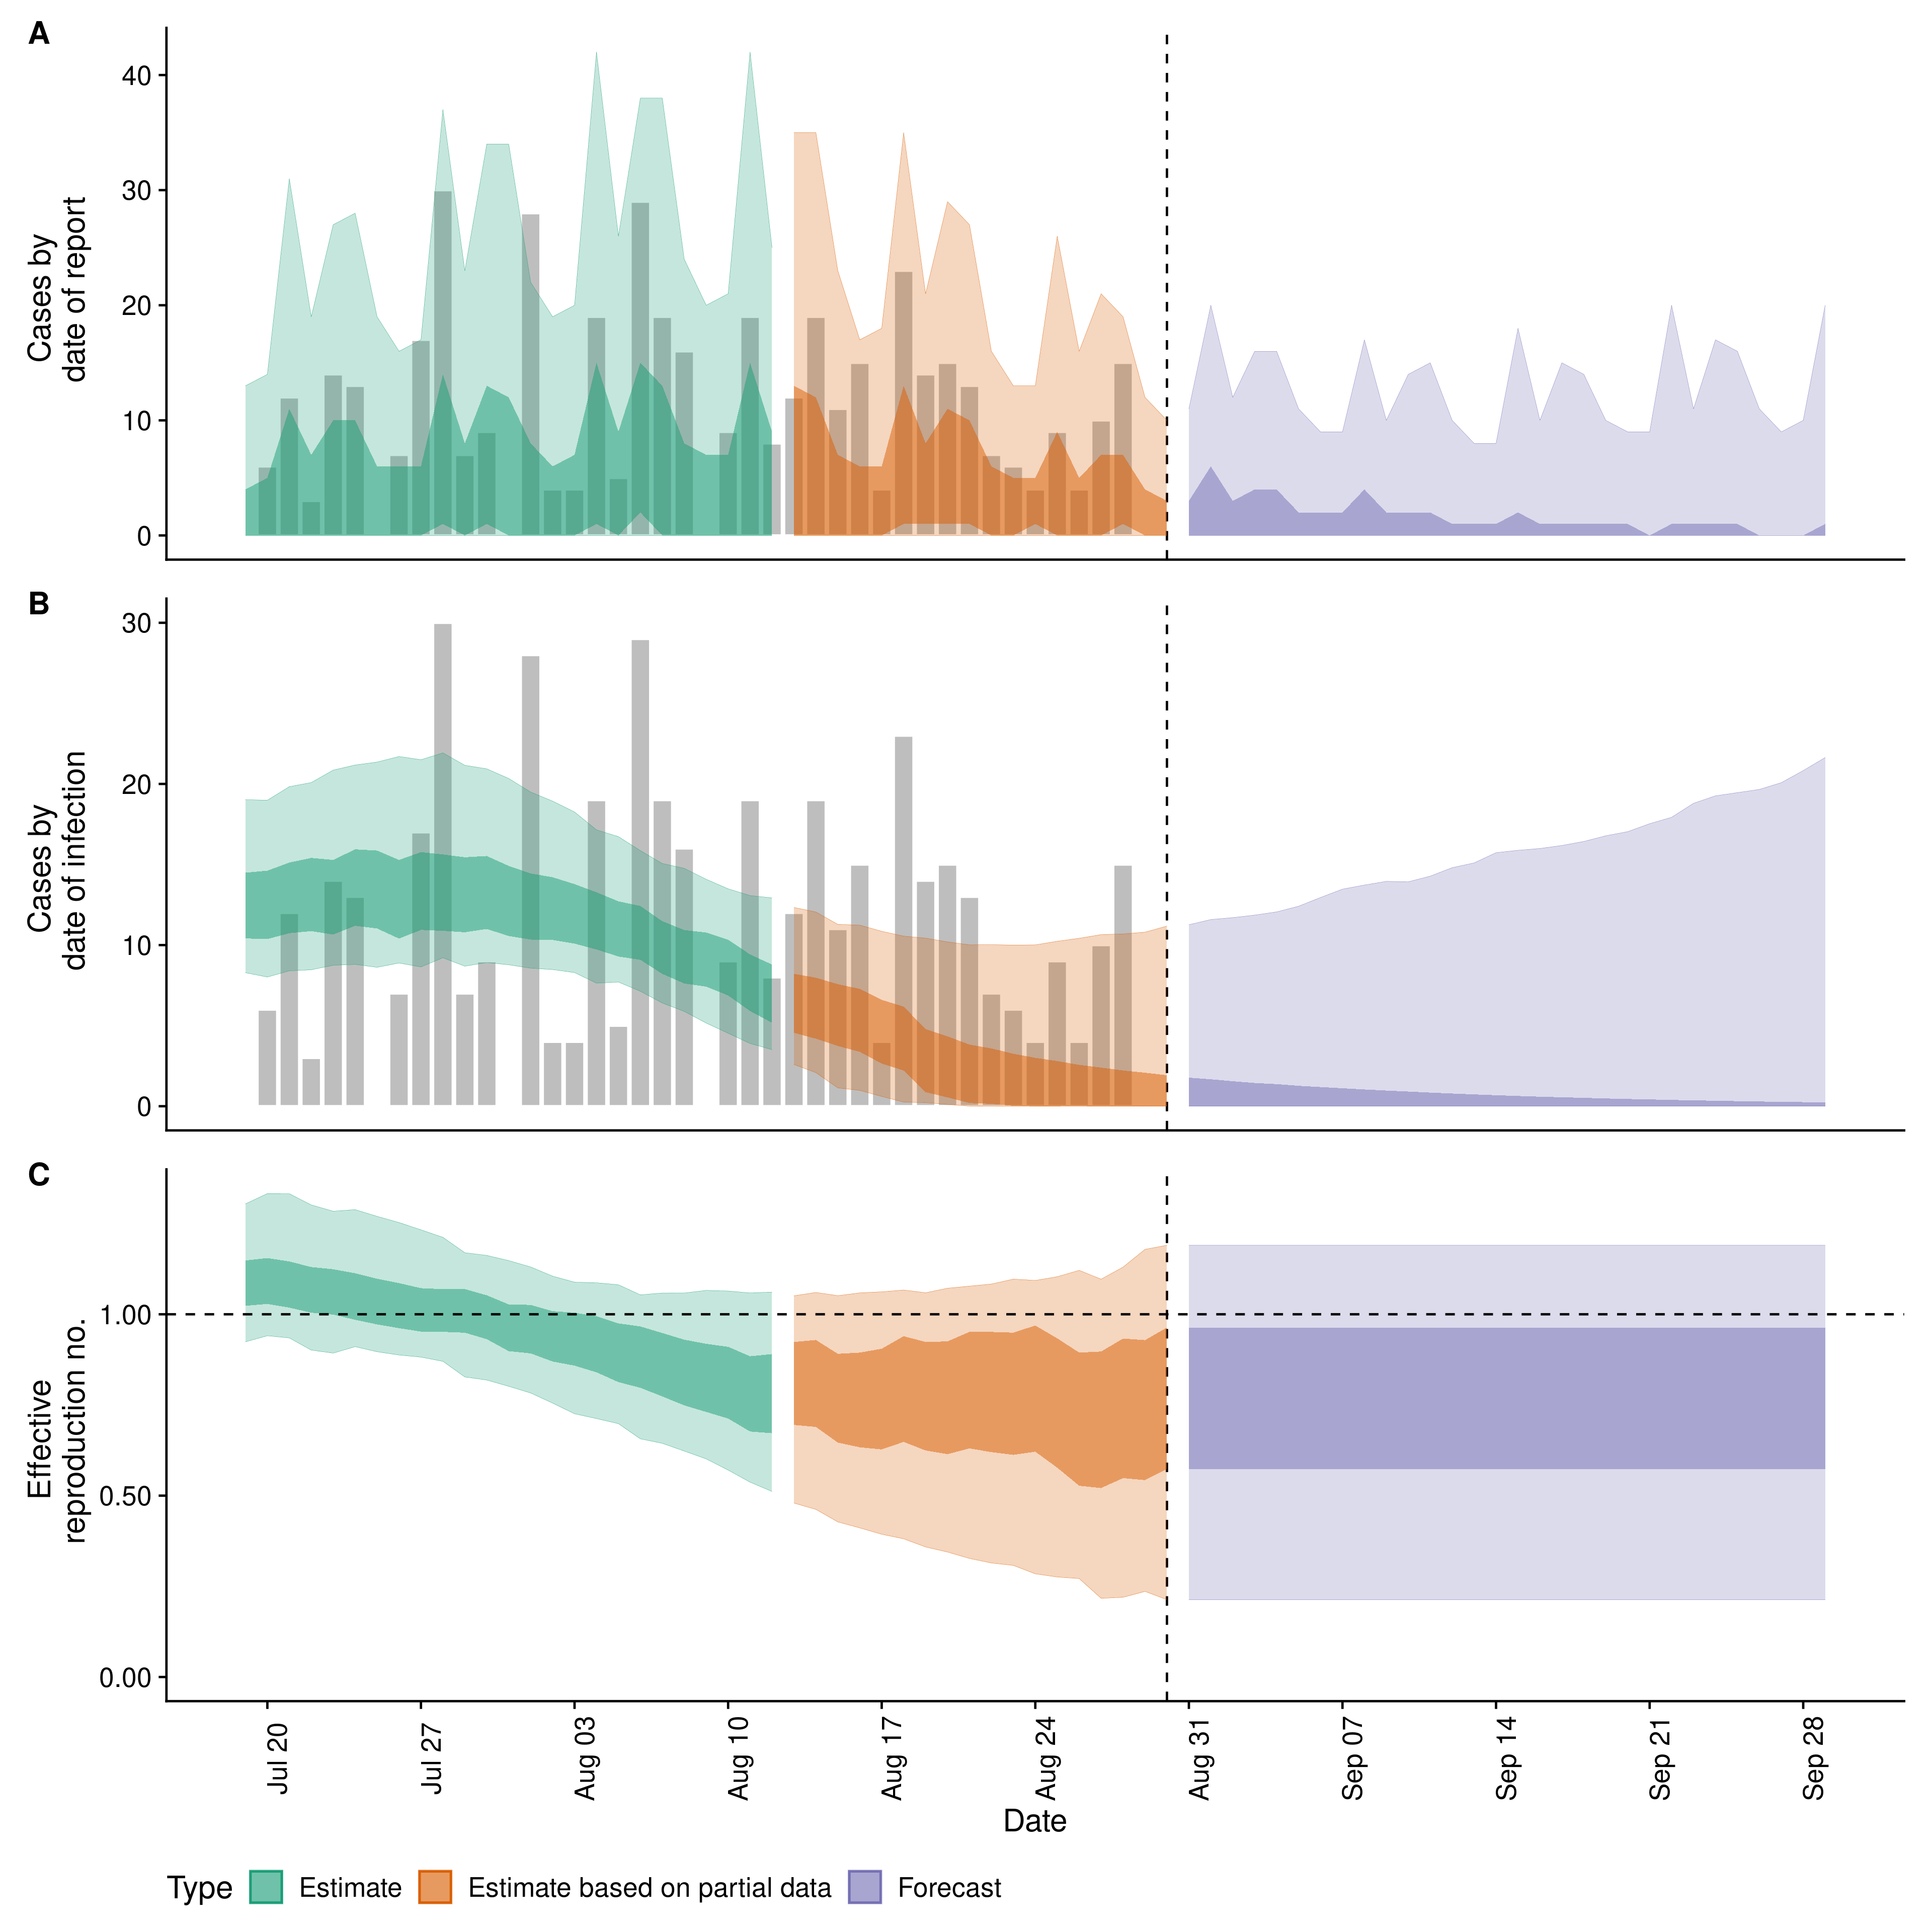 A
Cases by
date of report
40
30
20
10
0
B
Cases by
date of infection
30
20
10
0
C
Effective
reproduction no.
1.00
0.50
0.00
Jul 20
Jul 27
Aug 03
Aug 10
Aug 17
Aug 24
Aug 31
Sep 07
Sep 14
Sep 21
Sep 28
Date
Type Estimate Estimate based on partial data Forecast